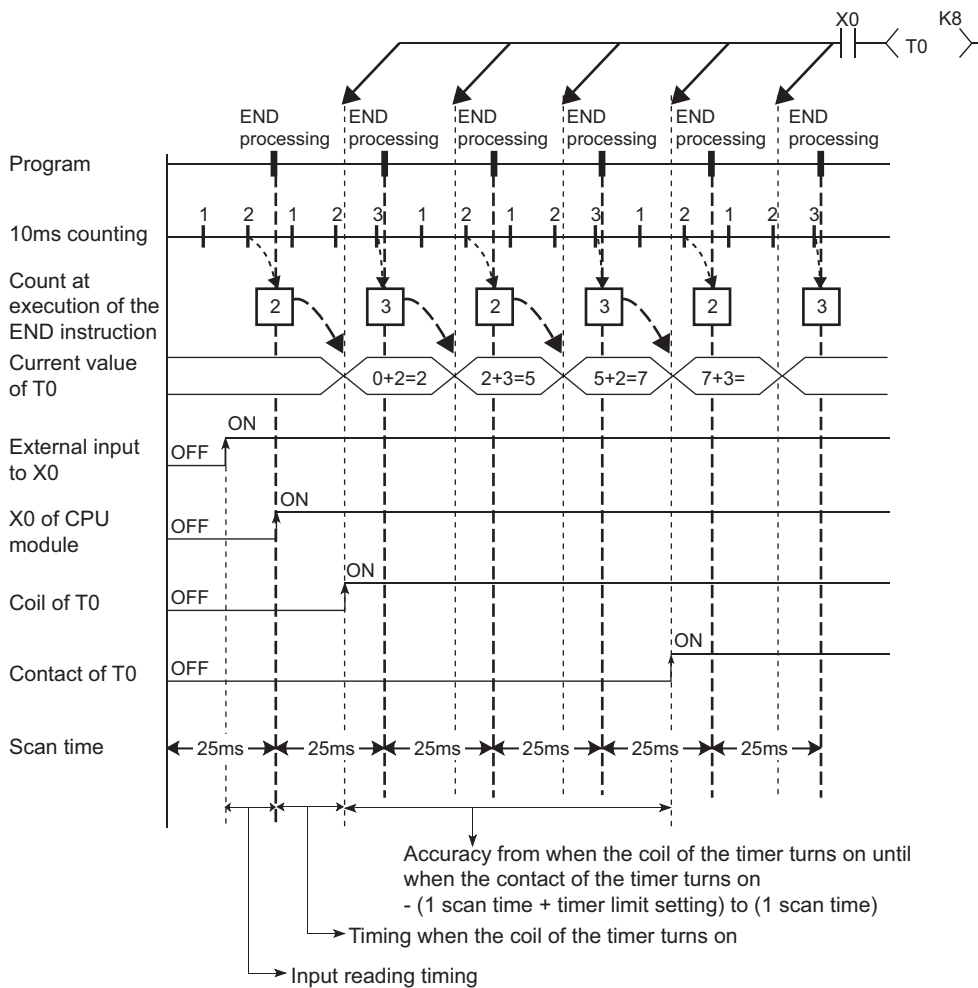 X0 K8
T0
END END END END END END
processing processing processing processing processing processing
Program
1 2 1 2 3 1 2 1 2 3 1 2 1 2 3
10ms counting
Count at
execution of the
END instruction
2 3 2 3 2 3
Current value
of T0
0+2=2 2+3=5 5+2=7 7+3=
ON
External input
to X0
OFF
ON
X0 of CPU
module
OFF
ON
Coil of T0
OFF
ON
Contact of T0
OFF
Scan time
25ms 25ms 25ms 25ms 25ms 25ms
Accuracy from when the coil of the timer turns on until
when the contact of the timer turns on
- (1 scan time + timer limit setting) to (1 scan time)
Timing when the coil of the timer turns on
Input reading timing